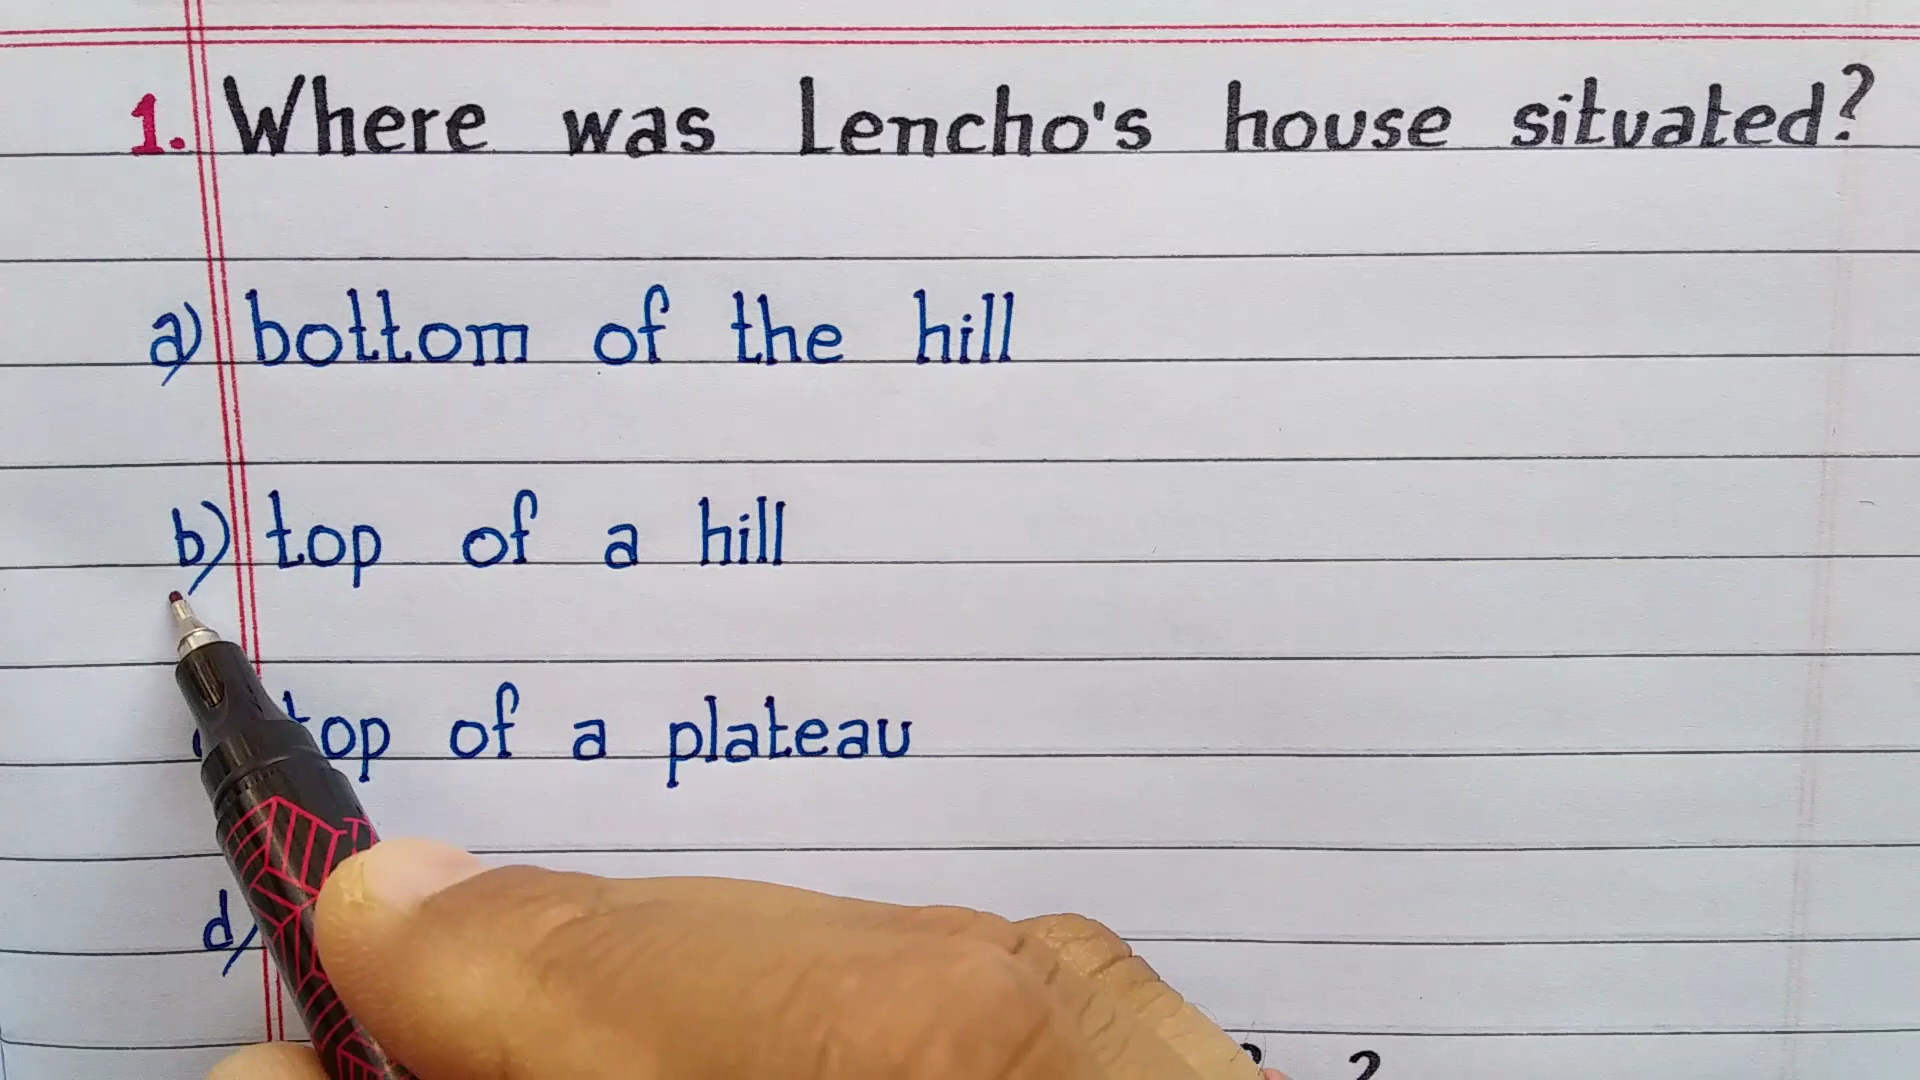 1. Where was Lencho's house situated?
a) bottom of the hill
b) top of a hill
top of a plateau
d)
?